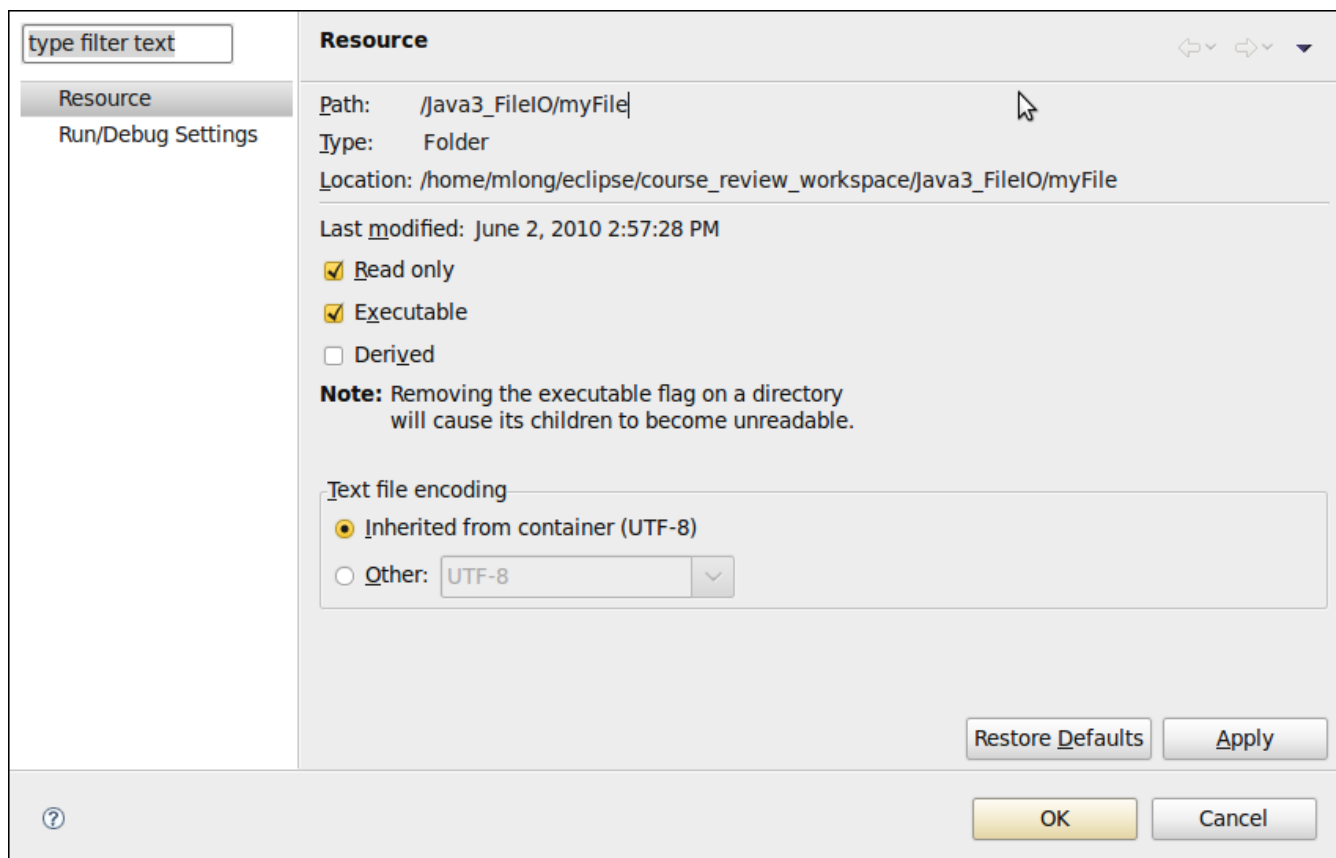 type filter text
Resource
Run/Debug Settings
Resource
Path: /Java3_FileIO/myFile
Type: Folder
Location: /home/mlong/eclipse/course_review_workspace/Java3_FileIO/myFile
Last modified: June 2, 2010 2:57:28 PM
Read only
Executable
Derived
Note: Removing the executable flag on a directory
will cause its children to become unreadable.
Text file encoding
Inherited from container (UTF-8)
Other: UTF-8
Restore Defaults
Apply
?
OK
Cancel